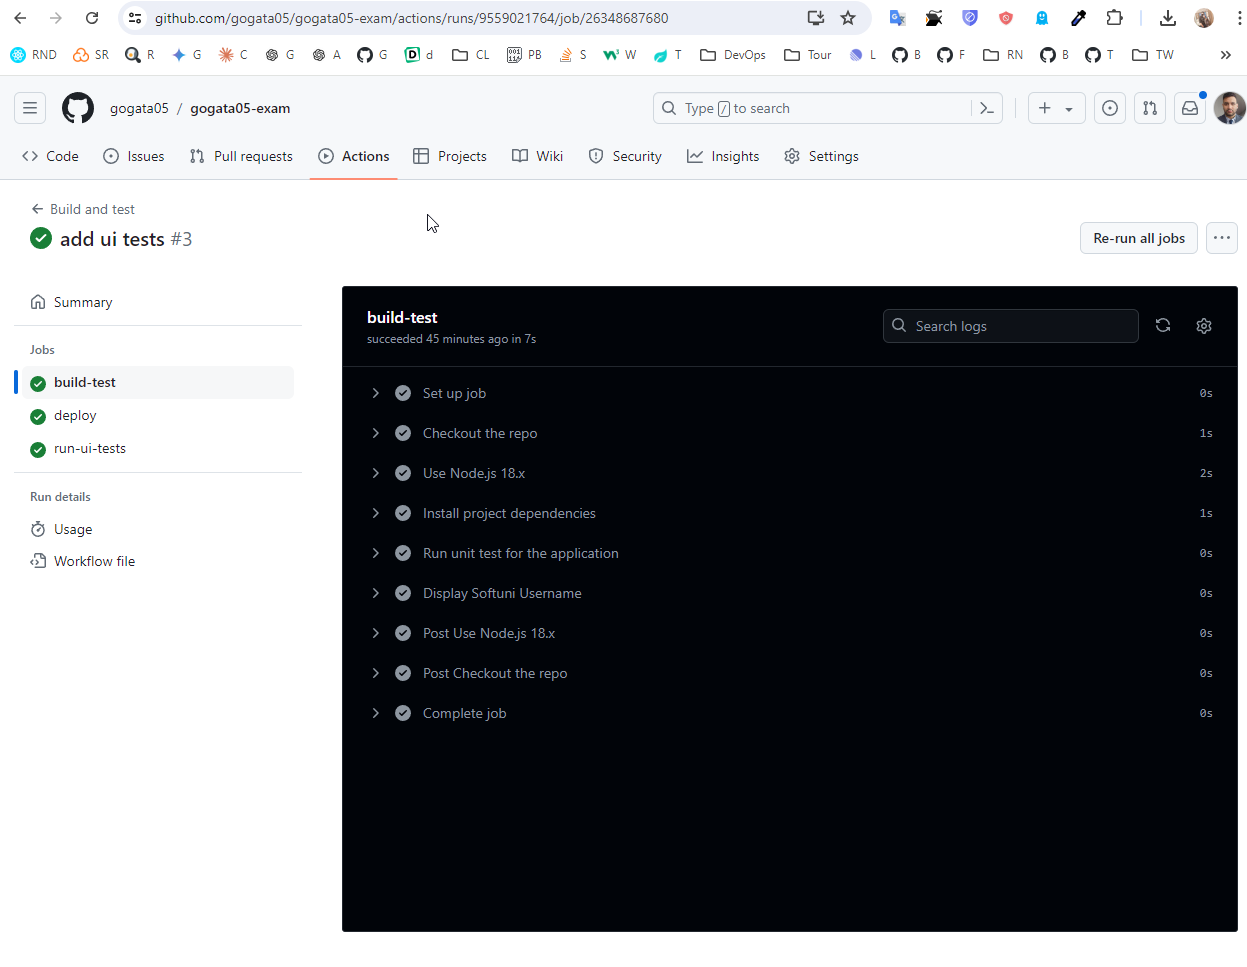 github.com/gogata05/gogata05-exam/actions/runs/9559021764/job/26348687680
RND SR R G C G A G d CL PB S W T DevOps Tour L B F RN B T TW
gogata05 / gogata05-exam
Type / to search
Code Issues Pull requests Actions Projects Wiki Security Insights Settings
Build and test
add ui tests #3
Re-run all jobs
Summary
Jobs
build-test
deploy
run-ui-tests
Run details
Usage
Workflow file
build-test
succeeded 45 minutes ago in 7s
Search logs
Set up job 0s
Checkout the repo 1s
Use Node.js 18.x 2s
Install project dependencies 1s
Run unit test for the application 0s
Display Softuni Username 0s
Post Use Node.js 18.x 0s
Post Checkout the repo 0s
Complete job 0s